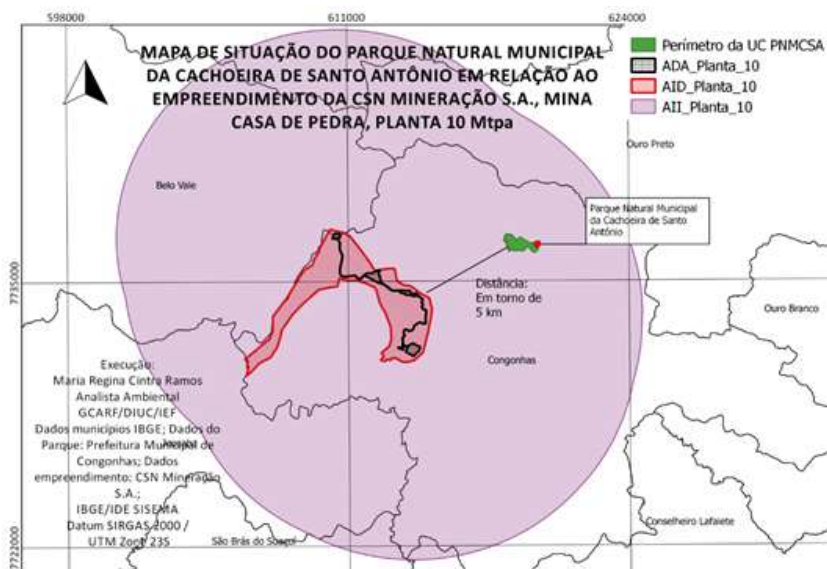 598000
611000
624000
MAPA DE SITUAÇÃO DO PARQUE NATURAL MUNICIPAL
DA CACHOEIRA DE SANTO ANTÔNIO EM RELAÇÃO AO
EMPREENDIMENTO DA CSN MINERAÇÃO S.A., MINA
CASA DE PEDRA, PLANTA 10 Mtpa
Perímetro da UC PNMCSA
ADA_Planta_10
AID_Planta_10
AII_Planta_10
Ouro Preto
Belo Vale
Parque Natural Municipal
da Cachoeira de Santo
Antônio
7735000
Distância:
Em torno de
5 km
Ouro Branco
Congonhas
Execução:
Maria Regina Cintra Ramos
Analista Ambiental
GCARF/DIUC/IEF
Dados municípios IBGE; Dados do
Parque: Prefeitura Municipal de
Congonhas; Dados
empreendimento: CSN Mineração
S.A.;
IBGE/IDE SISEMA
Datum SIRGAS 2000 /
UTM Zone 23S
São Brás do Suaçuí
Conselheiro Lafaiete
7722000